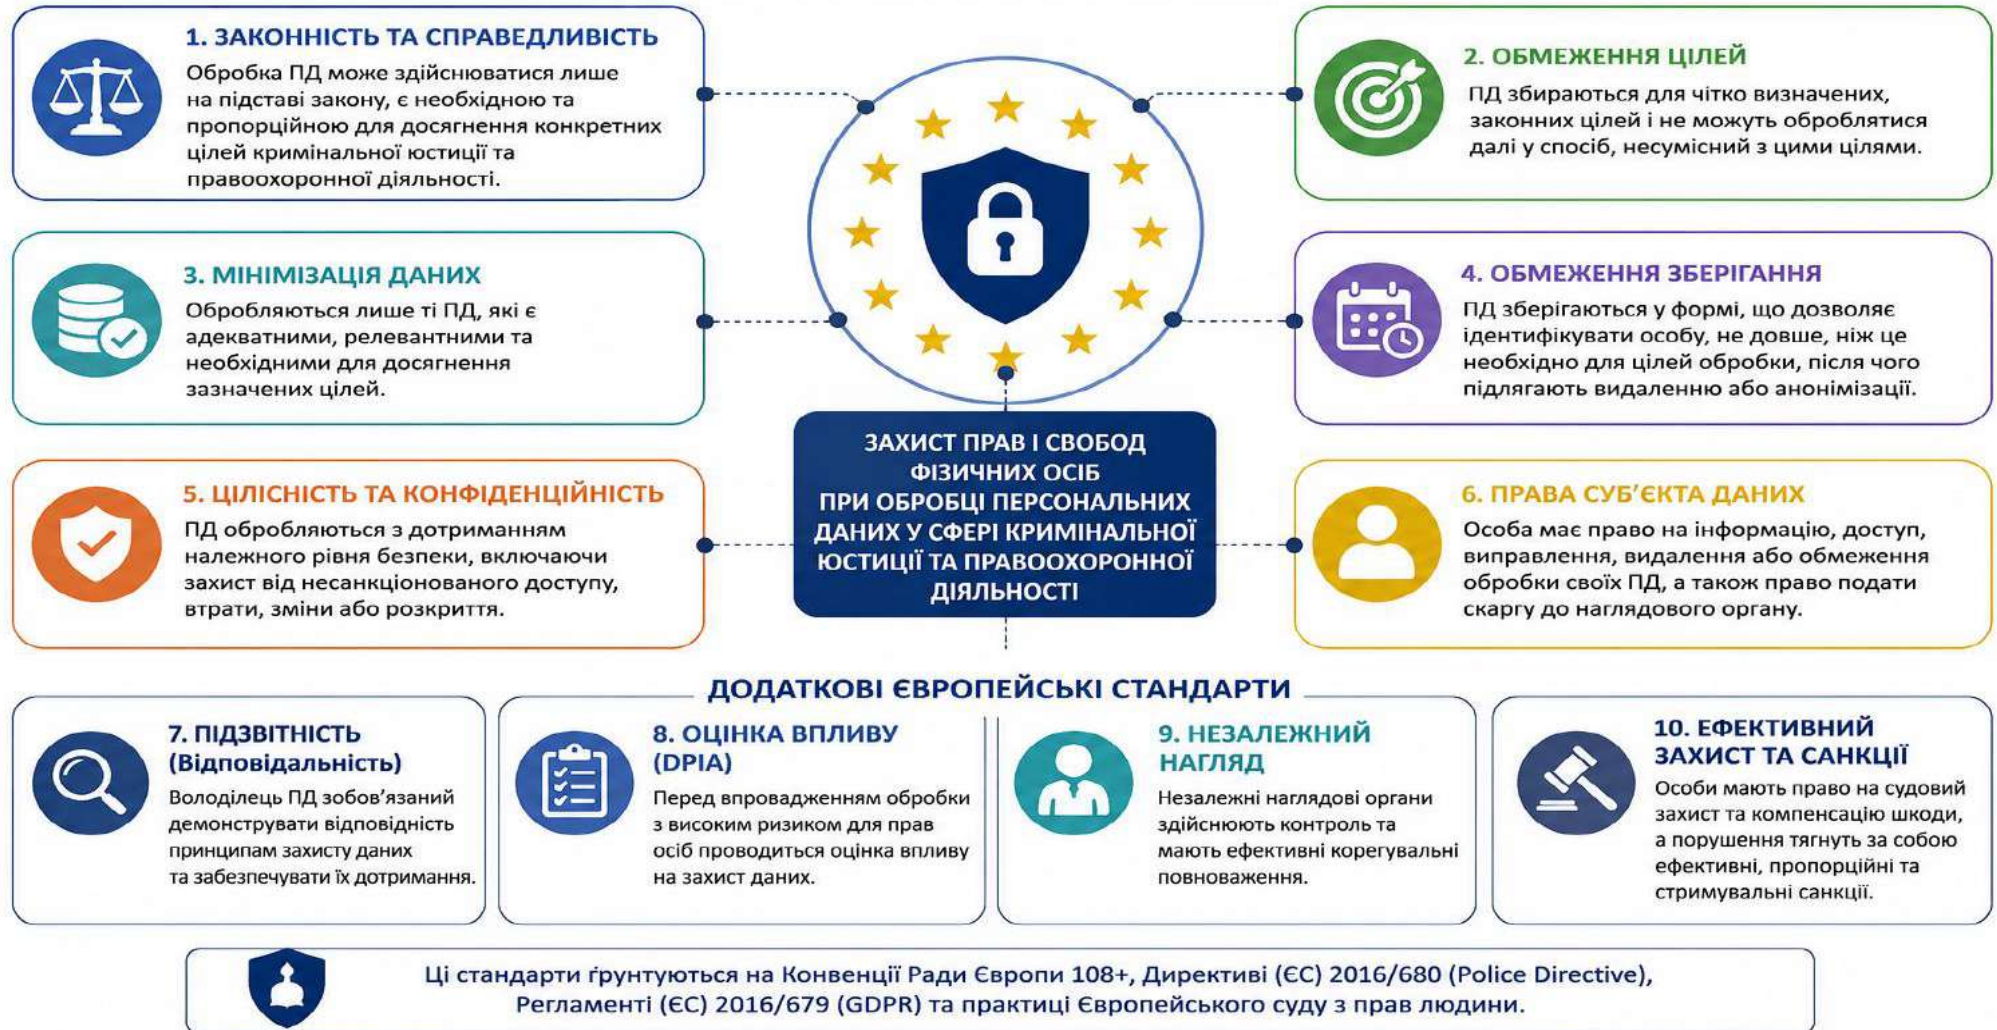 1. ЗАКОННІСТЬ ТА СПРАВЕДЛИВІСТЬ
Обробка ПД може здійснюватися лише
на підставі закону, є необхідною та
пропорційною для досягнення конкретних
цілей кримінальної юстиції та
правоохоронної діяльності.
2. ОБМЕЖЕННЯ ЦІЛЕЙ
ПД збираються для чітко визначених,
законних цілей і не можуть оброблятися
далі у спосіб, несумісний з цими цілями.
3. МІНІМІЗАЦІЯ ДАНИХ
Обробляються лише ті ПД, які є
адекватними, релевантними та
необхідними для досягнення
зазначених цілей.
4. ОБМЕЖЕННЯ ЗБЕРІГАННЯ
ПД зберігаються у формі, що дозволяє
ідентифікувати особу, не довше, ніж це
необхідно для цілей обробки, після чого
підлягають видаленню або анонімізації.
ЗАХИСТ ПРАВ І СВОБОД
ФІЗИЧНИХ ОСІБ
ПРИ ОБРОБЦІ ПЕРСОНАЛЬНИХ
ДАНИХ У СФЕРІ КРИМІНАЛЬНОЇ
ЮСТИЦІЇ ТА ПРАВООХОРОННОЇ
ДІЯЛЬНОСТІ
5. ЦІЛІСНІСТЬ ТА КОНФІДЕНЦІЙНІСТЬ
ПД обробляються з дотриманням
належного рівня безпеки, включаючи
захист від несанкціонованого доступу,
втрати, зміни або розкриття.
6. ПРАВА СУБ’ЄКТА ДАНИХ
Особа має право на інформацію, доступ,
виправлення, видалення або обмеження
обробки своїх ПД, а також право подати
скаргу до наглядового органу.
ДОДАТКОВІ ЄВРОПЕЙСЬКІ СТАНДАРТИ
7. ПІДЗВІТНІСТЬ
(Відповідальність)
Володілець ПД зобов’язаний
демонструвати відповідність
принципам захисту даних
та забезпечувати їх дотримання.
8. ОЦІНКА ВПЛИВУ
(DPIA)
Перед впровадженням обробки
з високим ризиком для прав
осіб проводиться оцінка впливу
на захист даних.
9. НЕЗАЛЕЖНИЙ
НАГЛЯД
Незалежні наглядові органи
здійснюють контроль та
мають ефективні корегувальні
повноваження.
10. ЕФЕКТИВНИЙ
ЗАХИСТ ТА САНКЦІЇ
Особи мають право на судовий
захист та компенсацію шкоди,
а порушення тягнуть за собою
ефективні, пропорційні та
стримувальні санкції.
Ці стандарти ґрунтуються на Конвенції Ради Європи 108+, Директиві (ЄС) 2016/680 (Police Directive),
Регламенті (ЄС) 2016/679 (GDPR) та практиці Європейського суду з прав людини.